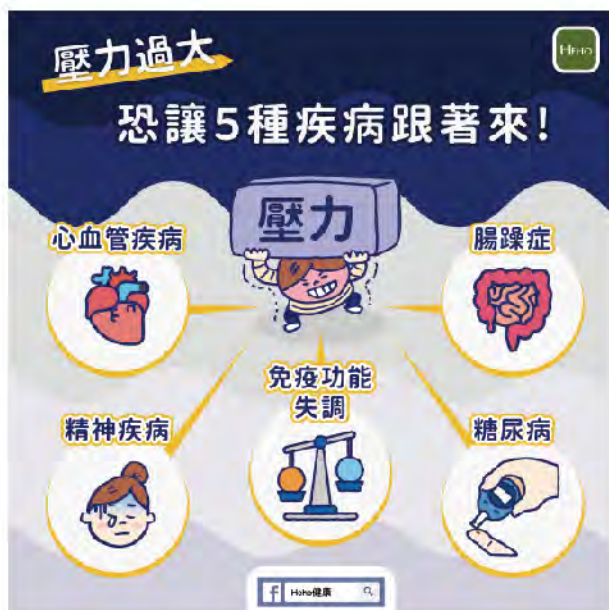 壓力過大
HEHO
恐讓5種疾病跟著來!
壓力
心血管疾病
腸躁症
免疫功能
失調
精神疾病
糖尿病
f Heho健康